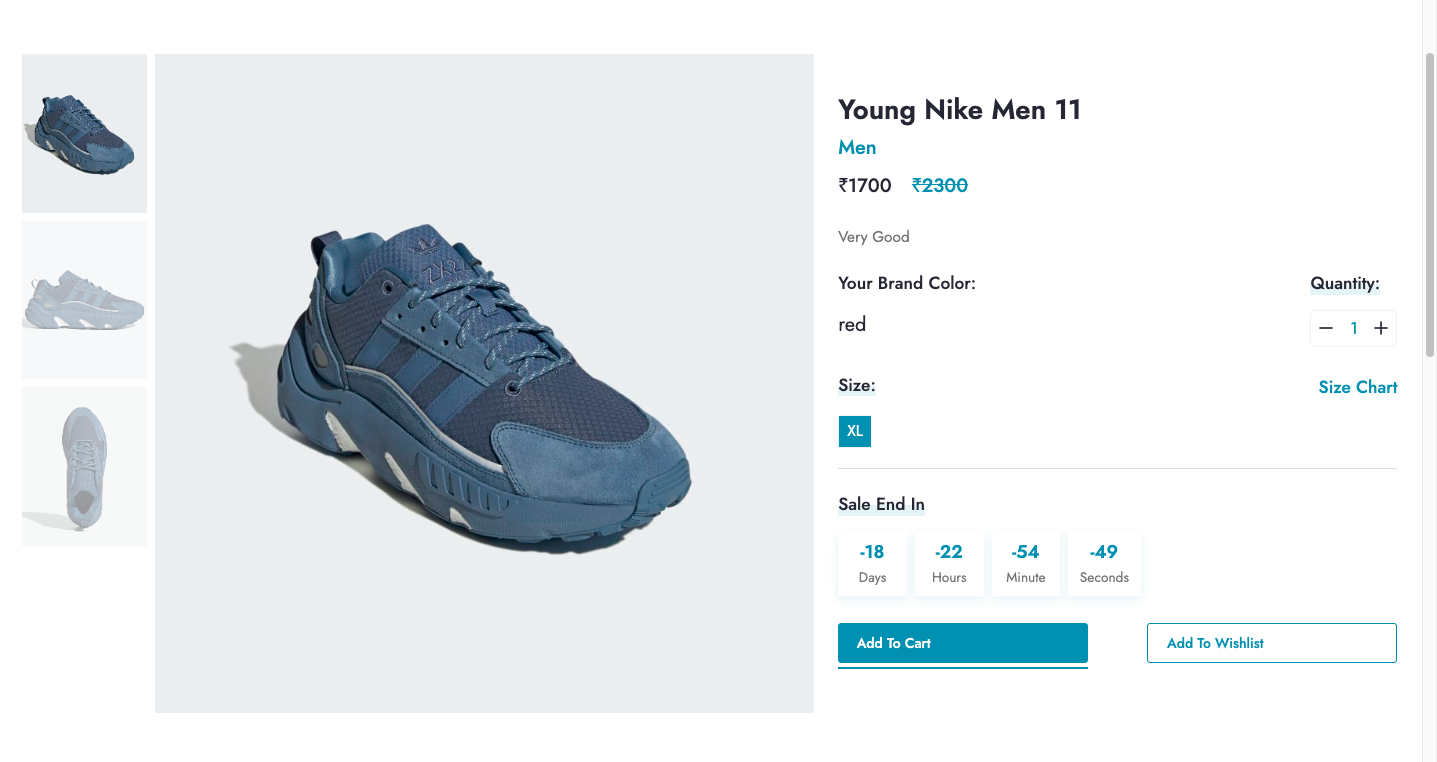 Young Nike Men 11
Men
₹1700 ₹2300
Very Good
Your Brand Color:
Quantity:
red
1
Size:
Size Chart
XL
Sale End In
-18 -22 -54 -49
Days Hours Minute Seconds
Add To Cart
Add To Wishlist